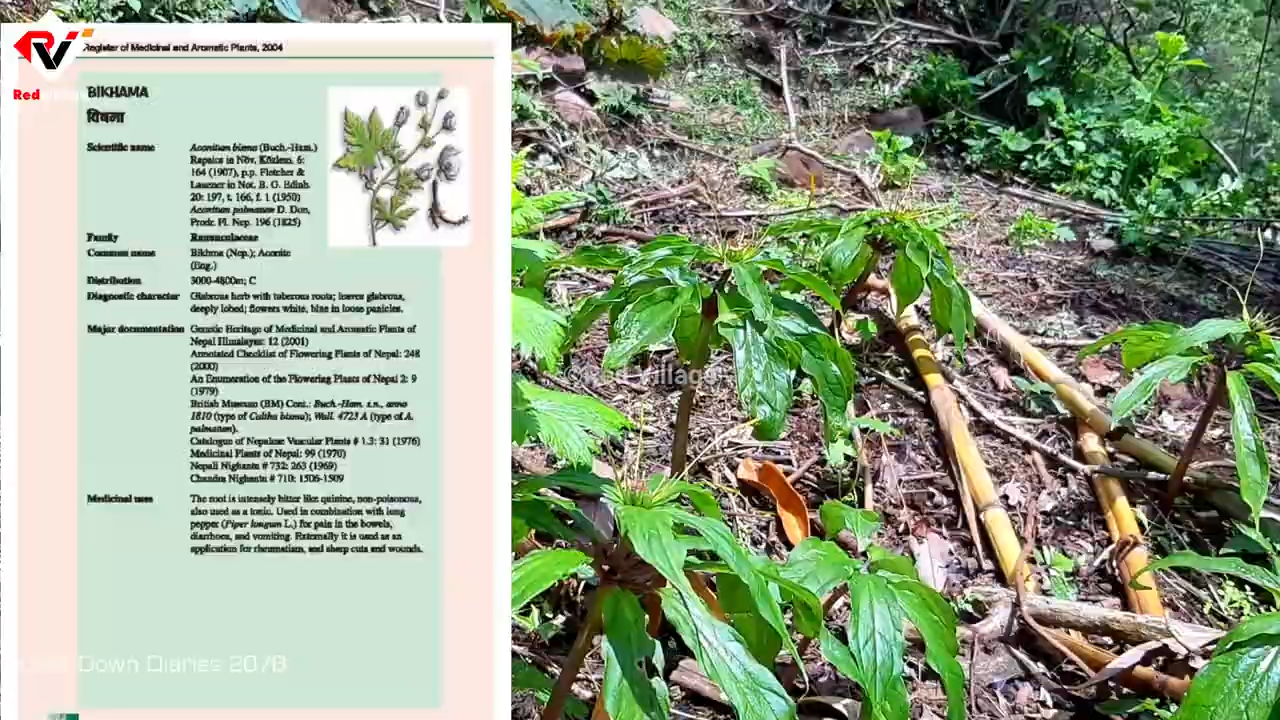 Register of Medicinal and Aromatic Plants, 2004
Red
BIKHAMA
विषमा
Scientific name Aconitum bisma (Buch.-Ham.)
Rapaics in Növ. Közlem. 6:
164 (1907), p.p. Fletcher &
Lauener in Not. B. G. Edinb.
20: 197, t. 166, f. 1 (1950)
Aconitum palmatum D. Don,
Prodr. Fl. Nep. 196 (1825)
Family Ranunculaceae
Common name Bikhma (Nep.); Aconite
(Eng.)
Distribution 3000-4800m; C
Diagnostic character Glabrous herb with tuberous roots; leaves glabrous,
deeply lobed; flowers white, blue in loose panicles.
Major documentation Genetic Heritage of Medicinal and Aromatic Plants of
Nepal Himalayas: 12 (2001)
Annotated Checklist of Flowering Plants of Nepal: 248
(2000)
An Enumeration of the Flowering Plants of Nepal 2: 9
(1979)
British Museum (BM) Cont.: Buch.-Ham. s.n., anno
1810 (type of Caltha bisma); Wall. 4723 A (type of A.
palmatum).
Catalogue of Nepalese Vascular Plants # 1.3: 31 (1976)
Medicinal Plants of Nepal: 99 (1970)
Nepali Nighantu # 732: 263 (1969)
Chandra Nighantu # 710: 1506-1509
Medicinal uses The root is intensely bitter like quinine, non-poisonous,
also used as a tonic. Used in combination with long
pepper (Piper longum L.) for pain in the bowels,
diarrhoea, and vomiting. Externally it is used as an
application for rheumatism, and sharp cuts and wounds.
Village
Down Diaries 2078